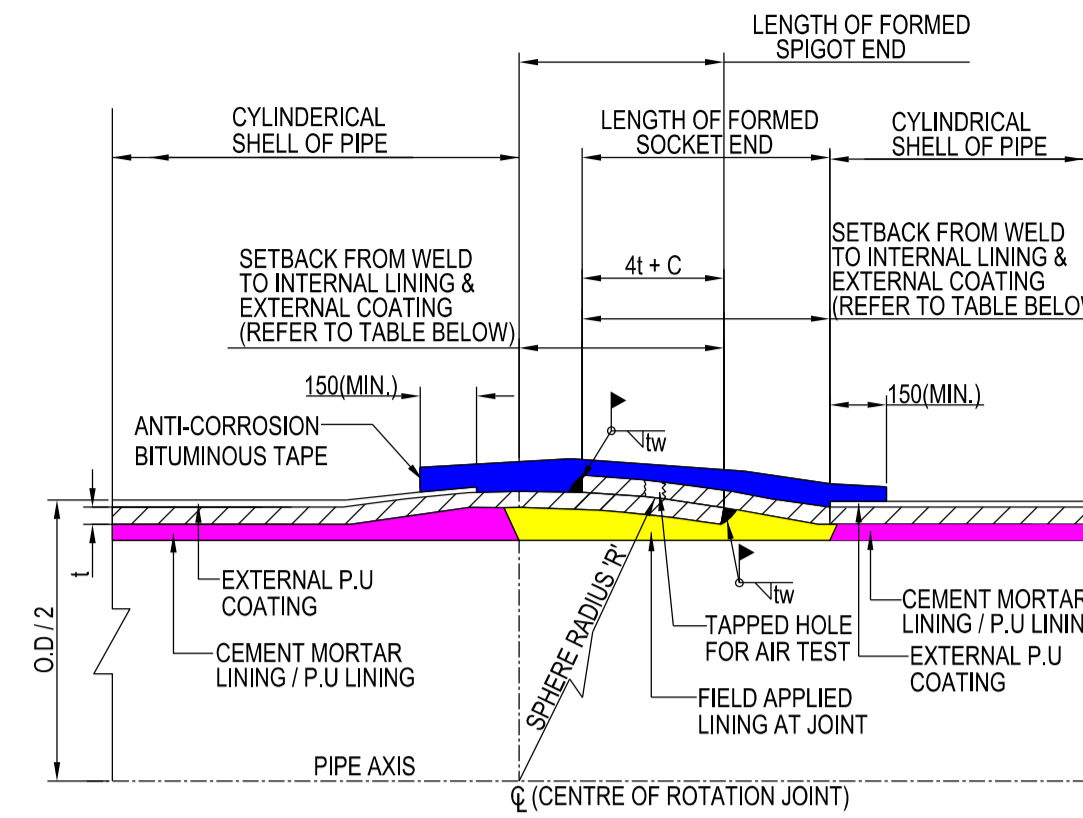 LENGTH OF FORMED
SPIGOT END
CYLINDERICAL
SHELL OF PIPE
LENGTH OF FORMED
SOCKET END
CYLINDRICAL
SHELL OF PIPE
SETBACK FROM WELD
TO INTERNAL LINING &
EXTERNAL COATING
(REFER TO TABLE BELOW)
4t + C
SETBACK FROM WELD
TO INTERNAL LINING &
EXTERNAL COATING
(REFER TO TABLE BELOW
150(MIN.)
150(MIN.)
ANTI-CORROSION
BITUMINOUS TAPE
tw
t
EXTERNAL P.U
COATING
CEMENT MORTAR
LINING / P.U LINING
O.D / 2
SPHERE RADIUS 'R'
tw
TAPPED HOLE
FOR AIR TEST
FIELD APPLIED
LINING AT JOINT
CEMENT MORTAR
LINING / P.U LININ
EXTERNAL P.U
COATING
PIPE AXIS
℄ (CENTRE OF ROTATION JOINT)